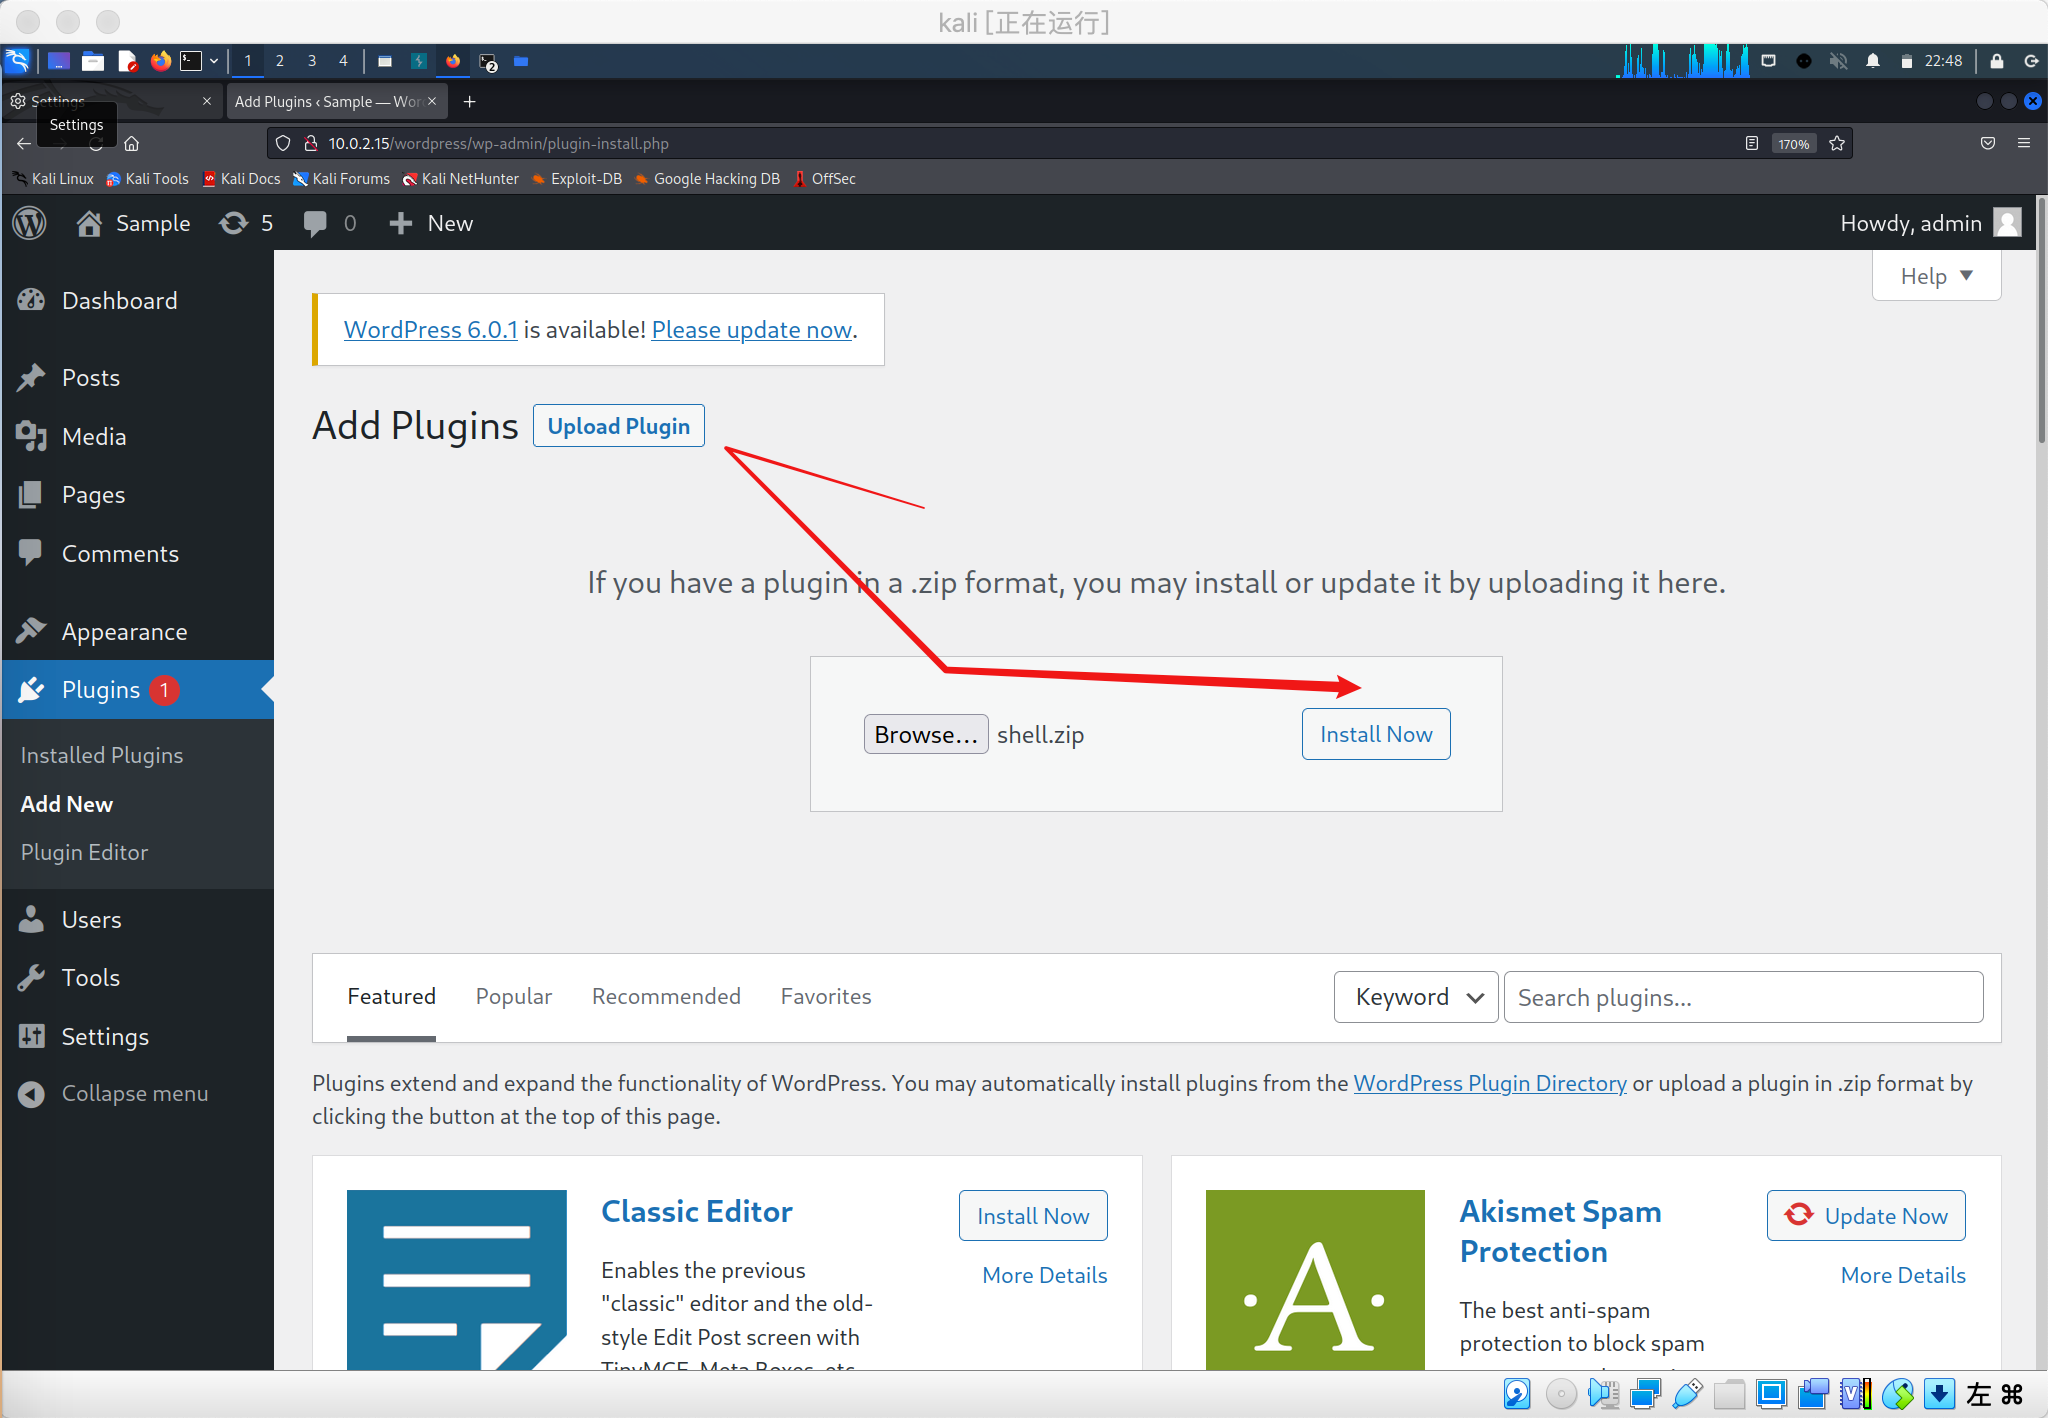 kali [正在运行]
1 2 3 4
2
22:48
Settings
Add Plugins ‹ Sample — Wor
Settings
10.0.2.15/wordpress/wp-admin/plugin-install.php
170%
Kali Linux
Kali Tools
Kali Docs
Kali Forums
Kali NetHunter
Exploit-DB
Google Hacking DB
OffSec
Sample
5
0
New
Howdy, admin
Help
Dashboard
Posts
Media
Pages
Comments
Appearance
Plugins 1
Installed Plugins
Add New
Plugin Editor
Users
Tools
Settings
Collapse menu
WordPress 6.0.1 is available! Please update now.
Add Plugins
Upload Plugin
If you have a plugin in a .zip format, you may install or update it by uploading it here.
Browse...
shell.zip
Install Now
Featured
Popular
Recommended
Favorites
Keyword
Search plugins...
Plugins extend and expand the functionality of WordPress. You may automatically install plugins from the WordPress Plugin Directory or upload a plugin in .zip format by
clicking the button at the top of this page.
Classic Editor
Install Now
More Details
Enables the previous
"classic" editor and the old-
style Edit Post screen with
TinyMCE, Meta Boxes, etc.
A
Akismet Spam
Protection
Update Now
More Details
The best anti-spam
protection to block spam
左 ⌘